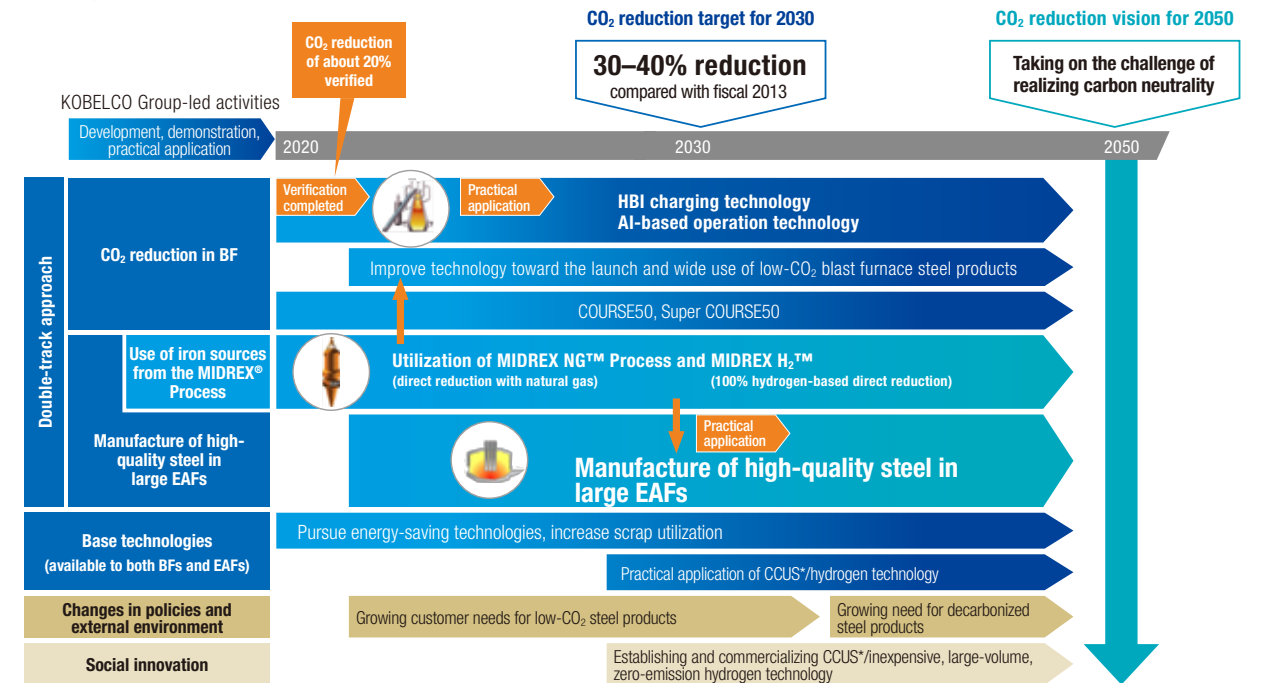 CO₂ reduction target for 2030
CO₂ reduction vision for 2050
CO₂ reduction
of about 20%
verified
30–40% reduction
compared with fiscal 2013
Taking on the challenge of
realizing carbon neutrality
KOBELCO Group-led activities
Development, demonstration,
practical application
2020
2030
2050
Double-track approach
CO₂ reduction in BF
Verification
completed
Practical
application
HBI charging technology
AI-based operation technology
Improve technology toward the launch and wide use of low-CO₂ blast furnace steel products
COURSE50, Super COURSE50
Use of iron sources
from the MIDREX®
Process
Utilization of MIDREX NG™ Process and MIDREX H₂™
(direct reduction with natural gas)
(100% hydrogen-based direct reduction)
Manufacture of high-
quality steel in
large EAFs
Practical
application
Manufacture of high-quality steel in
large EAFs
Base technologies
(available to both BFs and EAFs)
Pursue energy-saving technologies, increase scrap utilization
Practical application of CCUS*/hydrogen technology
Changes in policies and
external environment
Growing customer needs for low-CO₂ steel products
Growing need for decarbonized
steel products
Social innovation
Establishing and commercializing CCUS*/inexpensive, large-volume,
zero-emission hydrogen technology